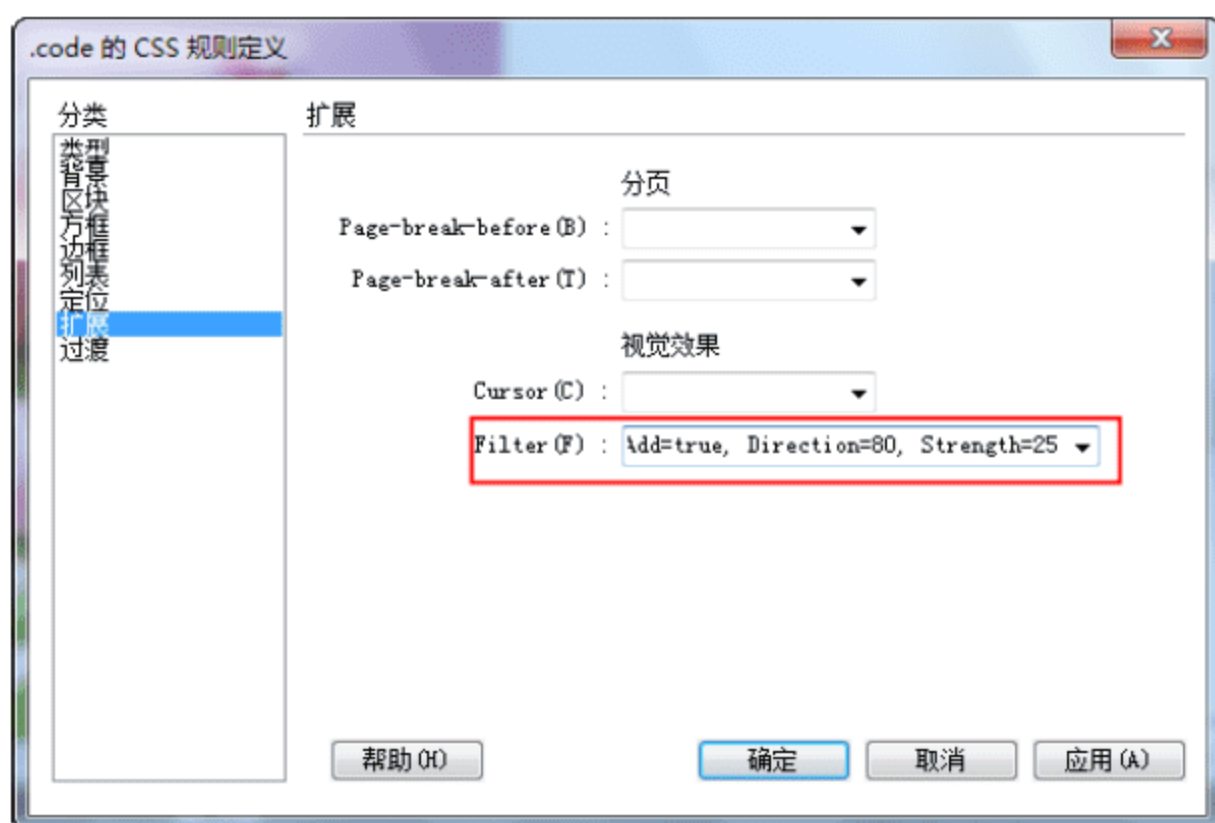 .code 的 CSS 规则定义
分类
类型
背景
区块
方框
边框
列表
定位
扩展
过渡
扩展
分页
Page-break-before(B) :
Page-break-after(T) :
视觉效果
Cursor(C) :
Filter(F) : Add=true, Direction=80, Strength=25
帮助(H)
确定
取消
应用(A)